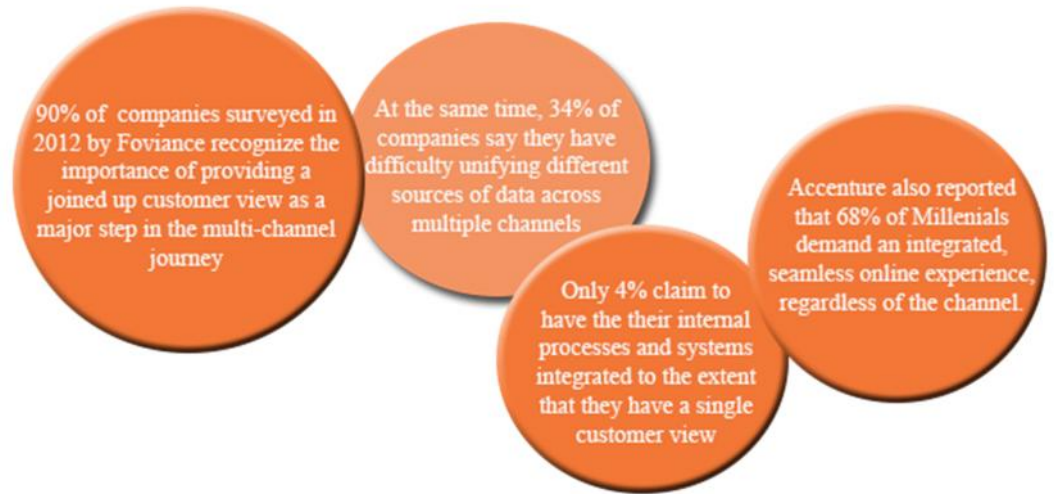 90% of companies surveyed in
2012 by Foviance recognize the
importance of providing a
joined up customer view as a
major step in the multi-channel
journey
At the same time, 34% of
companies say they have
difficulty unifying different
sources of data across
multiple channels
Only 4% claim to
have the their internal
processes and systems
integrated to the extent
that they have a single
customer view
Accenture also reported
that 68% of Millenials
demand an integrated,
seamless online experience,
regardless of the channel.